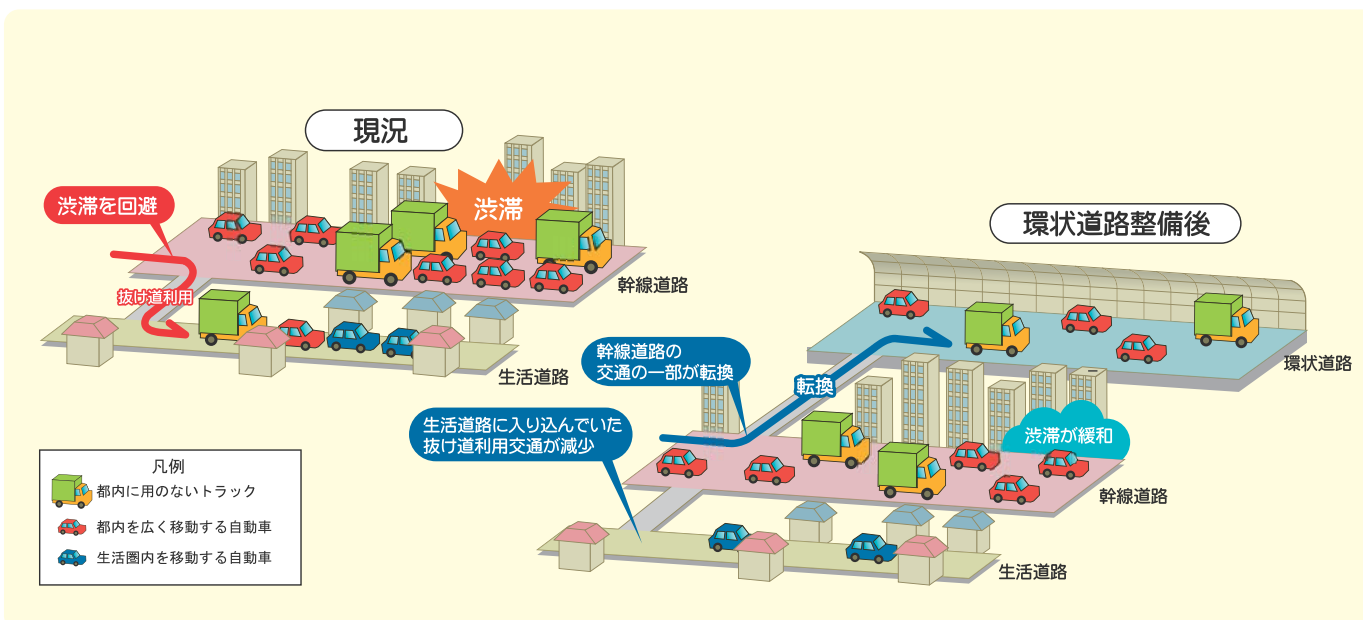 現況
渋滞を回避
渋滞
抜け道利用
幹線道路
生活道路
環状道路整備後
環状道路
幹線道路の
交通の一部が転換
転換
生活道路に入り込んでいた
抜け道利用交通が減少
渋滞が緩和
幹線道路
生活道路
凡例
都内に用のないトラック
都内を広く移動する自動車
生活圏内を移動する自動車